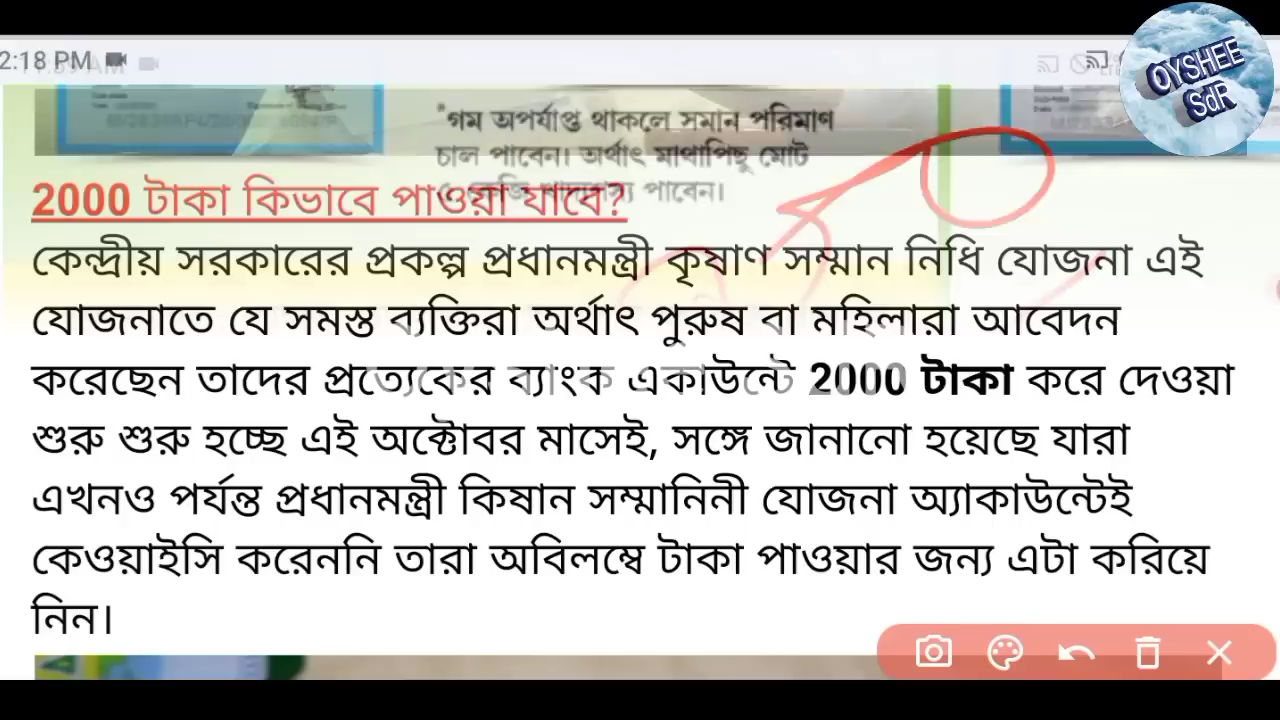 2:18 PM
OYSHEE
SdR
*গম অপর্যাপ্ত থাকলে সমান পরিমাণ
চাল পাবেন। অর্থাৎ মাথাপিছু মোট
৫ কেজি খাদ্যশস্য পাবেন।
2000 টাকা কিভাবে পাওয়া যাবে?
কেন্দ্রীয় সরকারের প্রকল্প প্রধানমন্ত্রী কৃষাণ সম্মান নিধি যোজনা এই
যোজনাতে যে সমস্ত ব্যক্তিরা অর্থাৎ পুরুষ বা মহিলারা আবেদন
করেছেন তাদের প্রত্যেকের ব্যাংক একাউন্টে 2000 টাকা করে দেওয়া
শুরু শুরু হচ্ছে এই অক্টোবর মাসেই, সঙ্গে জানানো হয়েছে যারা
এখনও পর্যন্ত প্রধানমন্ত্রী কিষান সম্মানিনী যোজনা অ্যাকাউন্টেই
কেওয়াইসি করেননি তারা অবিলম্বে টাকা পাওয়ার জন্য এটা করিয়ে
নিন।